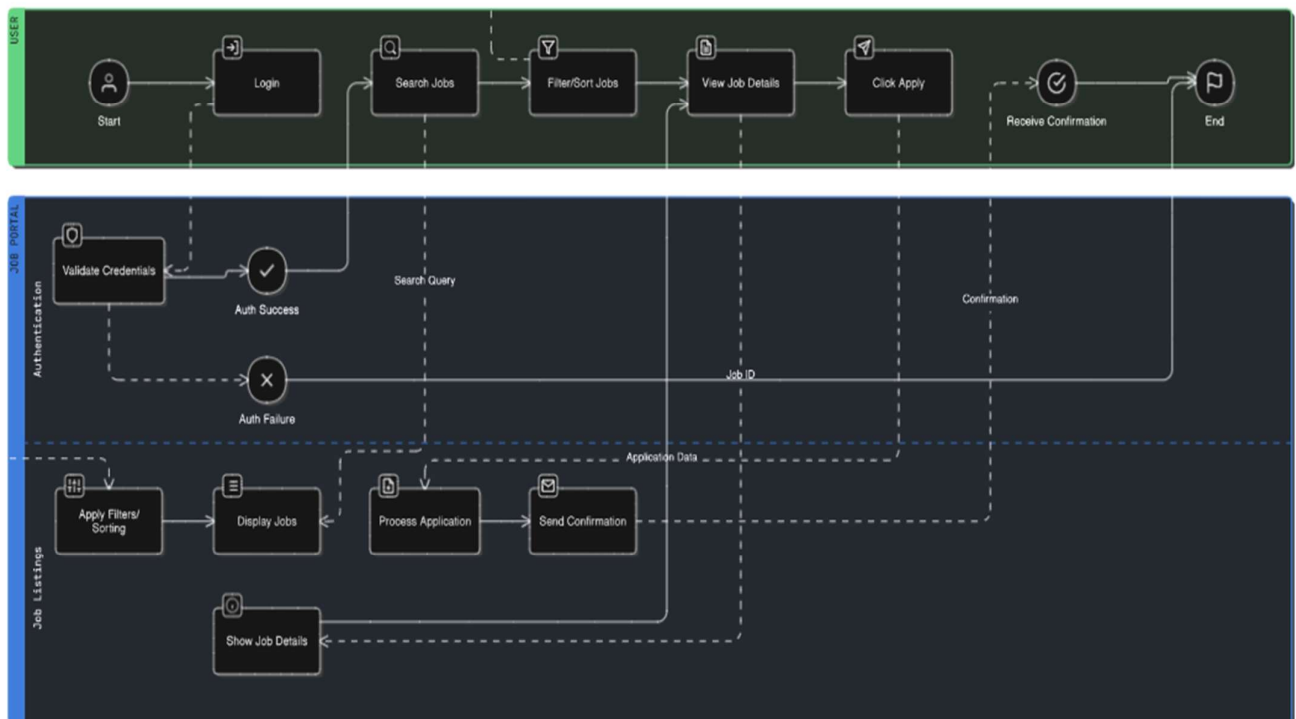 USER
Login
Search Jobs
Filter/Sort Jobs
View Job Details
Click Apply
Start
Receive Confirmation
End
JOB PORTAL
Authentication
Validate Credentials
Auth Success
Search Query
Confirmation
Job ID
Auth Failure
Application Data
Job Listings
Apply Filters/
Sorting
Display Jobs
Process Application
Send Confirmation
Show Job Details